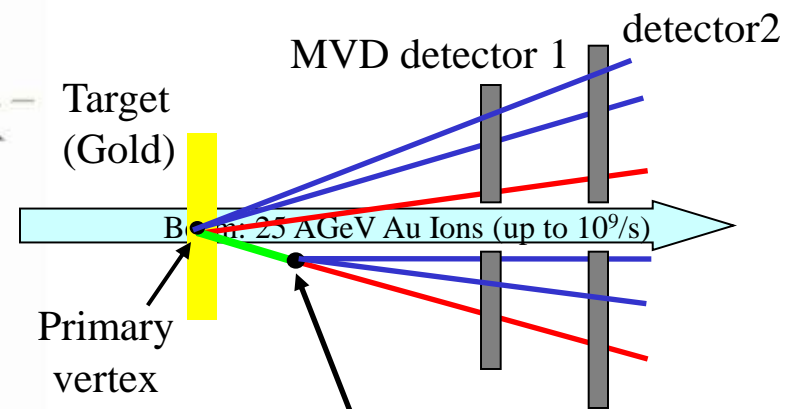 detector2
MVD detector 1
Target
(Gold)
25 AGeV Au Ions (up to 10⁹/s)
Primary
vertex